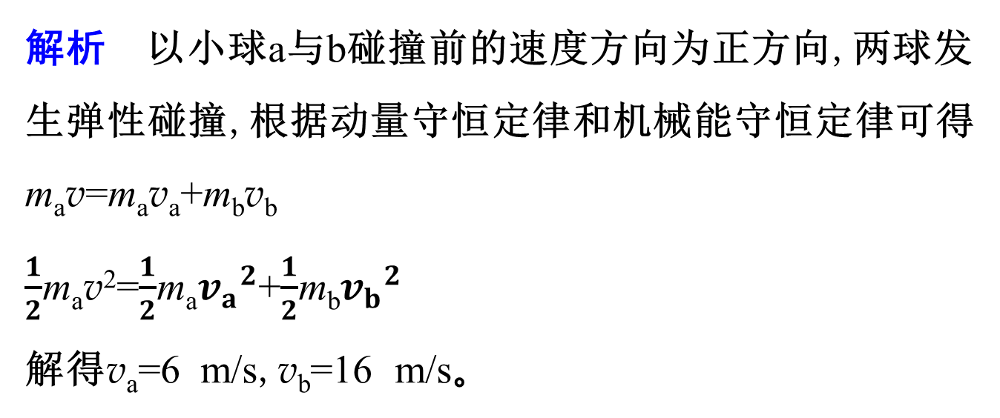 解析 以小球a与b碰撞前的速度方向为正方向,两球发
生弹性碰撞,根据动量守恒定律和机械能守恒定律可得
mₐv=mₐvₐ+m_bv_b
½mₐv²=½mₐvₐ²+½m_bv_b²
解得vₐ=6 m/s, v_b=16 m/s。